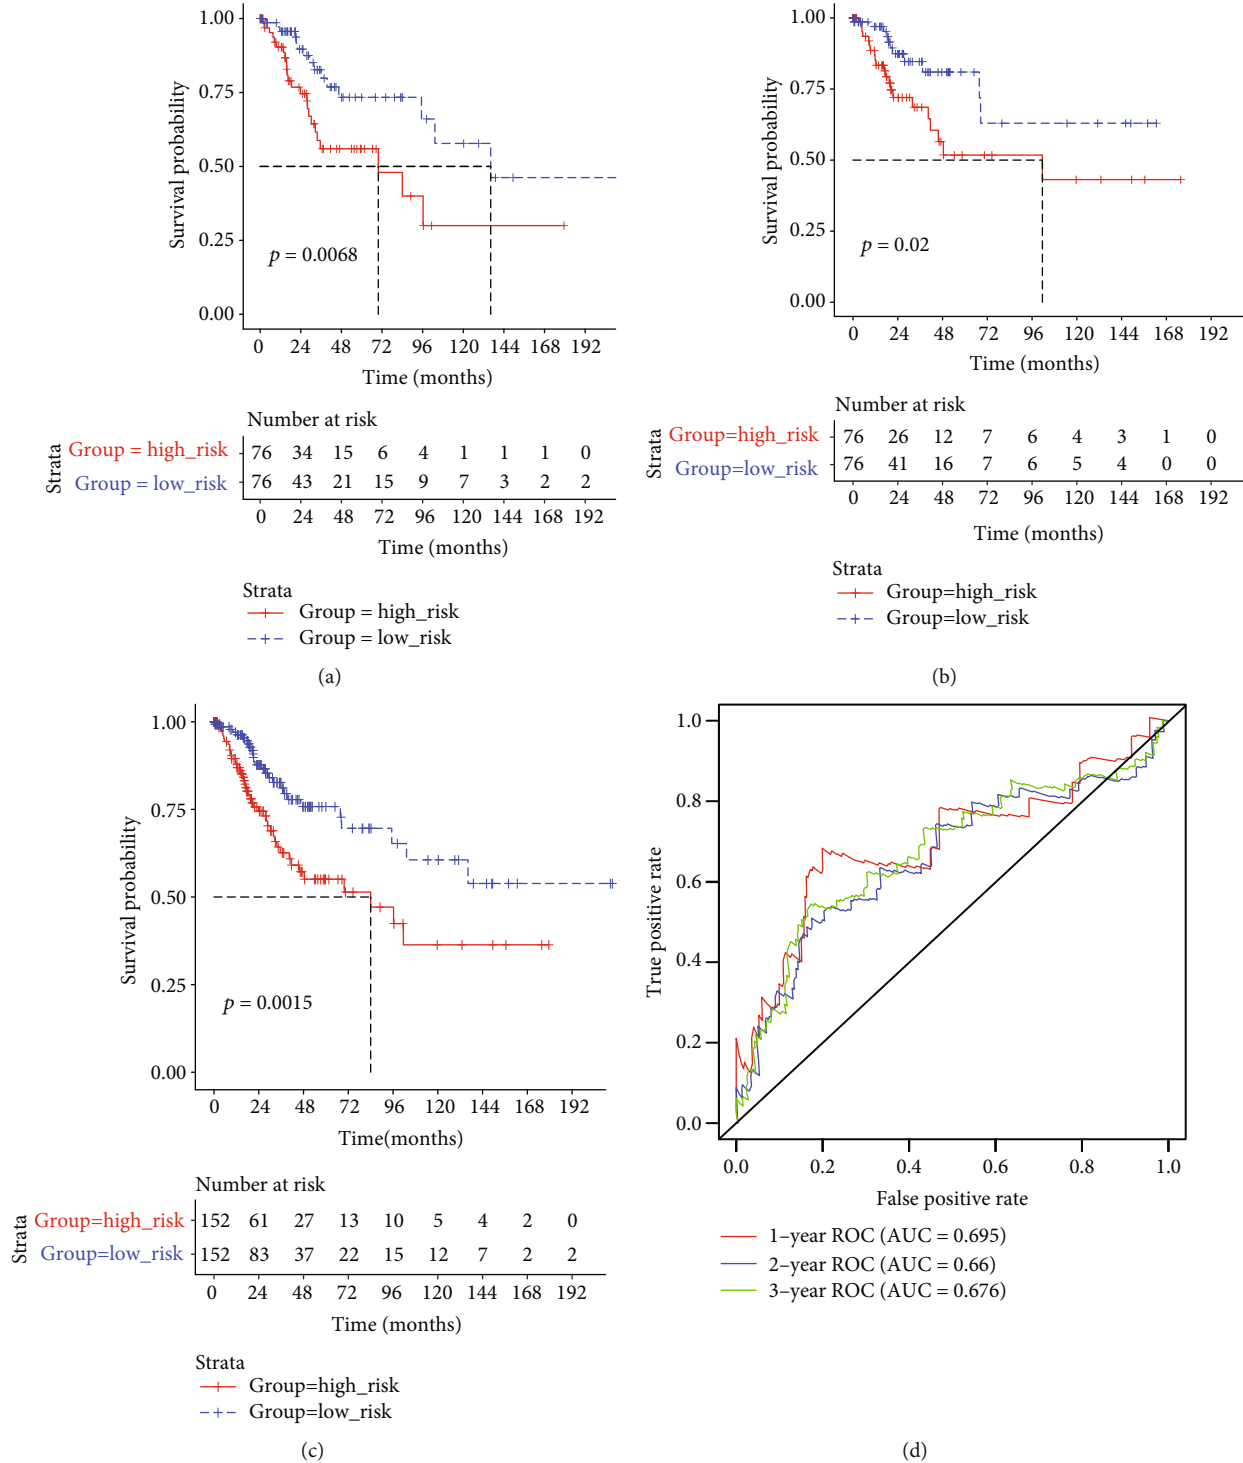 1.00
0.75
0.50
0.25
0.00
Survival probability
p = 0.0068
0 24 48 72 96 120 144 168 192
Time (months)
Number at risk
Strata
Group = high_risk 76 34 15 6 4 1 1 1 0
Group = low_risk 76 43 21 15 9 7 3 2 2
0 24 48 72 96 120 144 168 192
Time (months)
Strata
Group = high_risk
Group = low_risk
(a)
1.00
0.75
0.50
0.25
0.00
Survival probability
p = 0.02
0 24 48 72 96 120 144 168 192
Time (months)
Number at risk
Strata
Group=high_risk 76 26 12 7 6 4 3 1 0
Group=low_risk 76 41 16 7 6 5 4 0 0
0 24 48 72 96 120 144 168 192
Time (months)
Strata
Group=high_risk
Group=low_risk
(b)
1.00
0.75
0.50
0.25
0.00
Survival probability
p = 0.0015
0 24 48 72 96 120 144 168 192
Time(months)
Number at risk
Strata
Group=high_risk 152 61 27 13 10 5 4 2 0
Group=low_risk 152 83 37 22 15 12 7 2 2
0 24 48 72 96 120 144 168 192
Time (months)
Strata
Group=high_risk
Group=low_risk
(c)
1.0
0.8
0.6
0.4
0.2
0.0
True positive rate
0.0 0.2 0.4 0.6 0.8 1.0
False positive rate
1–year ROC (AUC = 0.695)
2–year ROC (AUC = 0.66)
3–year ROC (AUC = 0.676)
(d)